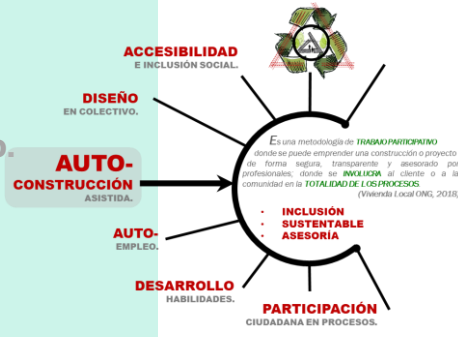 ACCESIBILIDAD
E INCLUSIÓN SOCIAL.
DISEÑO
EN COLECTIVO.
AUTO-
CONSTRUCCIÓN
ASISTIDA.
AUTO-
EMPLEO.
DESARROLLO
HABILIDADES.
PARTICIPACIÓN
CIUDADANA EN PROCESOS.
Es una metodología de TRABAJO PARTICIPATIVO
donde se puede emprender una construcción o proyecto
de forma segura, transparente y asesorado por
profesionales; donde se INVOLUCRA al cliente o a la
comunidad en la TOTALIDAD DE LOS PROCESOS.
(Vivienda Local ONG, 2018)
• INCLUSIÓN
• SUSTENTABLE
• ASESORÍA